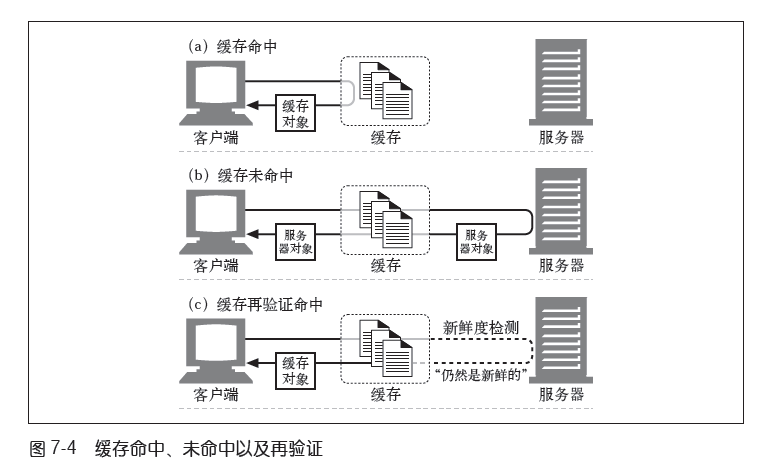 （a）缓存命中
缓存
对象
客户端
缓存
服务器
（b）缓存未命中
服务
器对象
服务
器对象
客户端
缓存
服务器
（c）缓存再验证命中
新鲜度检测
缓存
对象
“仍然是新鲜的”
客户端
缓存
服务器
图 7-4 缓存命中、未命中以及再验证